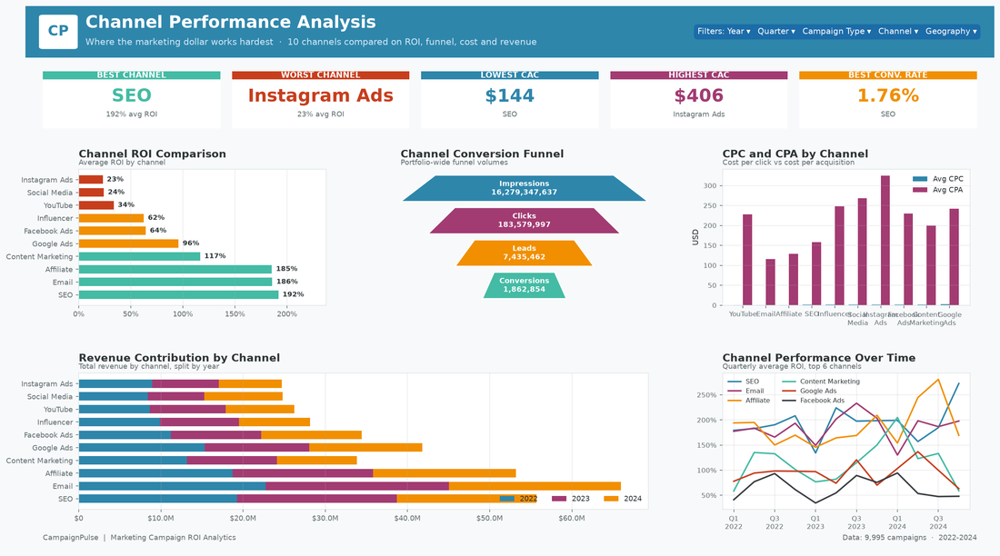 CP
Channel Performance Analysis
Where the marketing dollar works hardest · 10 channels compared on ROI, funnel, cost and revenue
Filters: Year ▾ Quarter ▾ Campaign Type ▾ Channel ▾ Geography ▾
BEST CHANNEL
SEO
192% avg ROI
WORST CHANNEL
Instagram Ads
23% avg ROI
LOWEST CAC
$144
SEO
HIGHEST CAC
$406
Instagram Ads
BEST CONV. RATE
1.76%
SEO
Channel ROI Comparison
Average ROI by channel
Instagram Ads 23%
Social Media 24%
YouTube 34%
Influencer 62%
Facebook Ads 64%
Google Ads 96%
Content Marketing 117%
Affiliate 185%
Email 186%
SEO 192%
0% 50% 100% 150% 200%
Channel Conversion Funnel
Portfolio-wide funnel volumes
Impressions
16,279,347,637
Clicks
183,579,997
Leads
7,435,462
Conversions
1,862,854
CPC and CPA by Channel
Cost per click vs cost per acquisition
Avg CPC
Avg CPA
USD
300
250
200
150
100
50
0
YouTube Email Affiliate SEO Influencer Social Media Instagram Ads Facebook Ads Content Marketing Google Ads
Revenue Contribution by Channel
Total revenue by channel, split by year
Instagram Ads
Social Media
YouTube
Influencer
Facebook Ads
Google Ads
Content Marketing
Affiliate
Email
SEO
2022 2023 2024
$0 $10.0M $20.0M $30.0M $40.0M $50.0M $60.0M
Channel Performance Over Time
Quarterly average ROI, top 6 channels
SEO Content Marketing
Email Google Ads
Affiliate Facebook Ads
250%
200%
150%
100%
50%
Q1 Q3 Q1 Q3 Q1 Q3
2022 2022 2023 2023 2024 2024
CampaignPulse | Marketing Campaign ROI Analytics
Data: 9,995 campaigns · 2022-2024